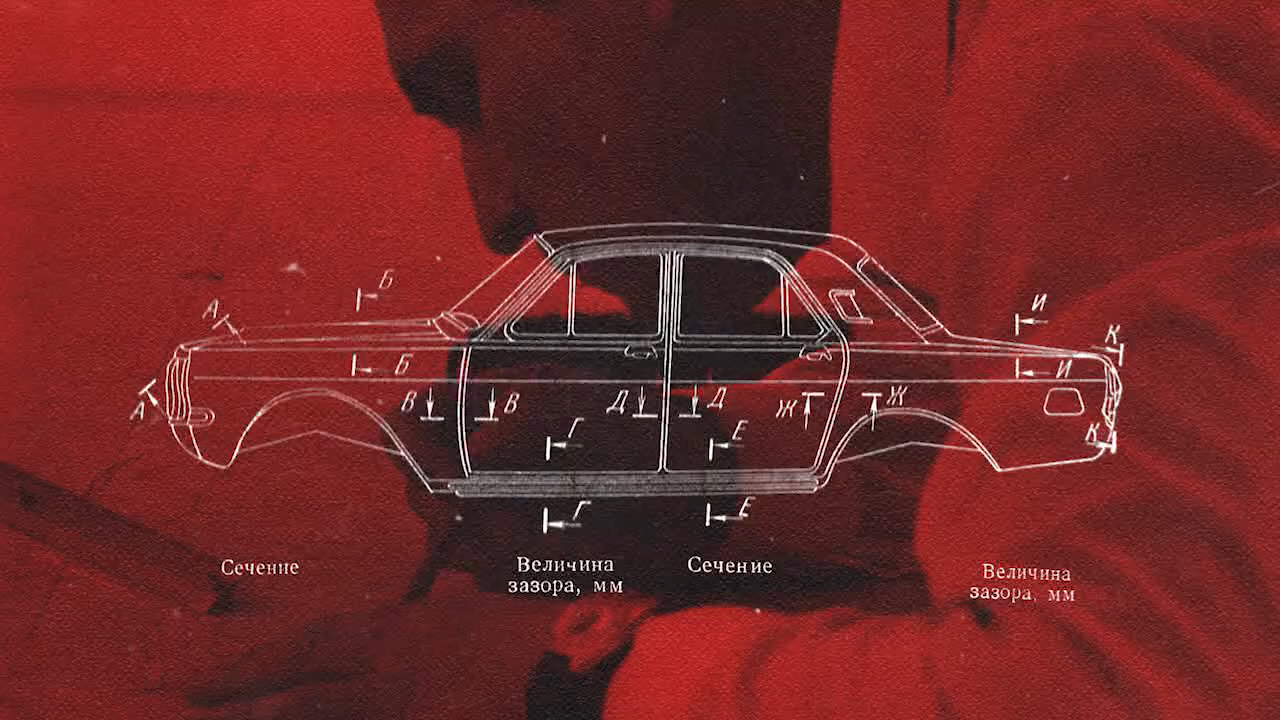 Б
А
И
К
Б
И
А
В
В
Д
Д
Ж
Ж
Г
Е
К
Г
Е
Сечение
Величина
зазора, мм
Сечение
Величина
зазора, мм